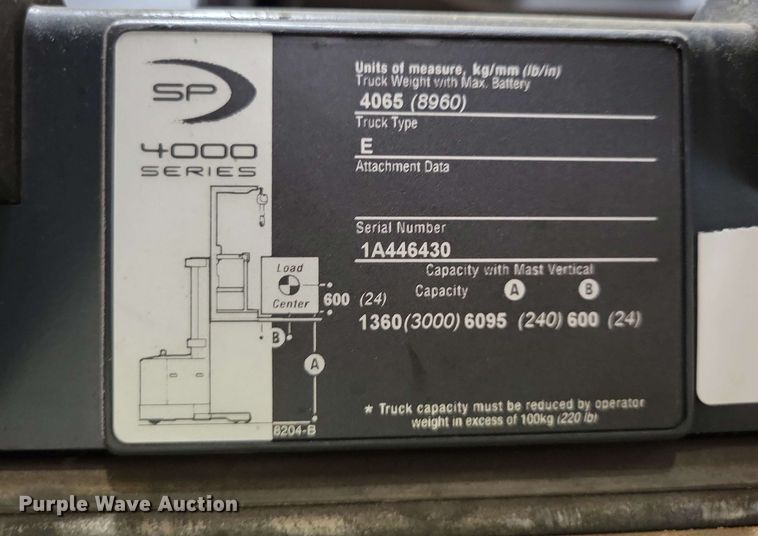 SP
4000
SERIES
Units of measure, kg/mm (lb/in)
Truck Weight with Max. Battery
4065 (8960)
Truck Type
E
Attachment Data
Serial Number
1A446430
Capacity with Mast Vertical
Capacity A B
1360(3000) 6095 (240) 600 (24)
Load
Center
600 (24)
B
A
8204-B
* Truck capacity must be reduced by operator
weight in excess of 100kg (220 lb)
Purple Wave Auction